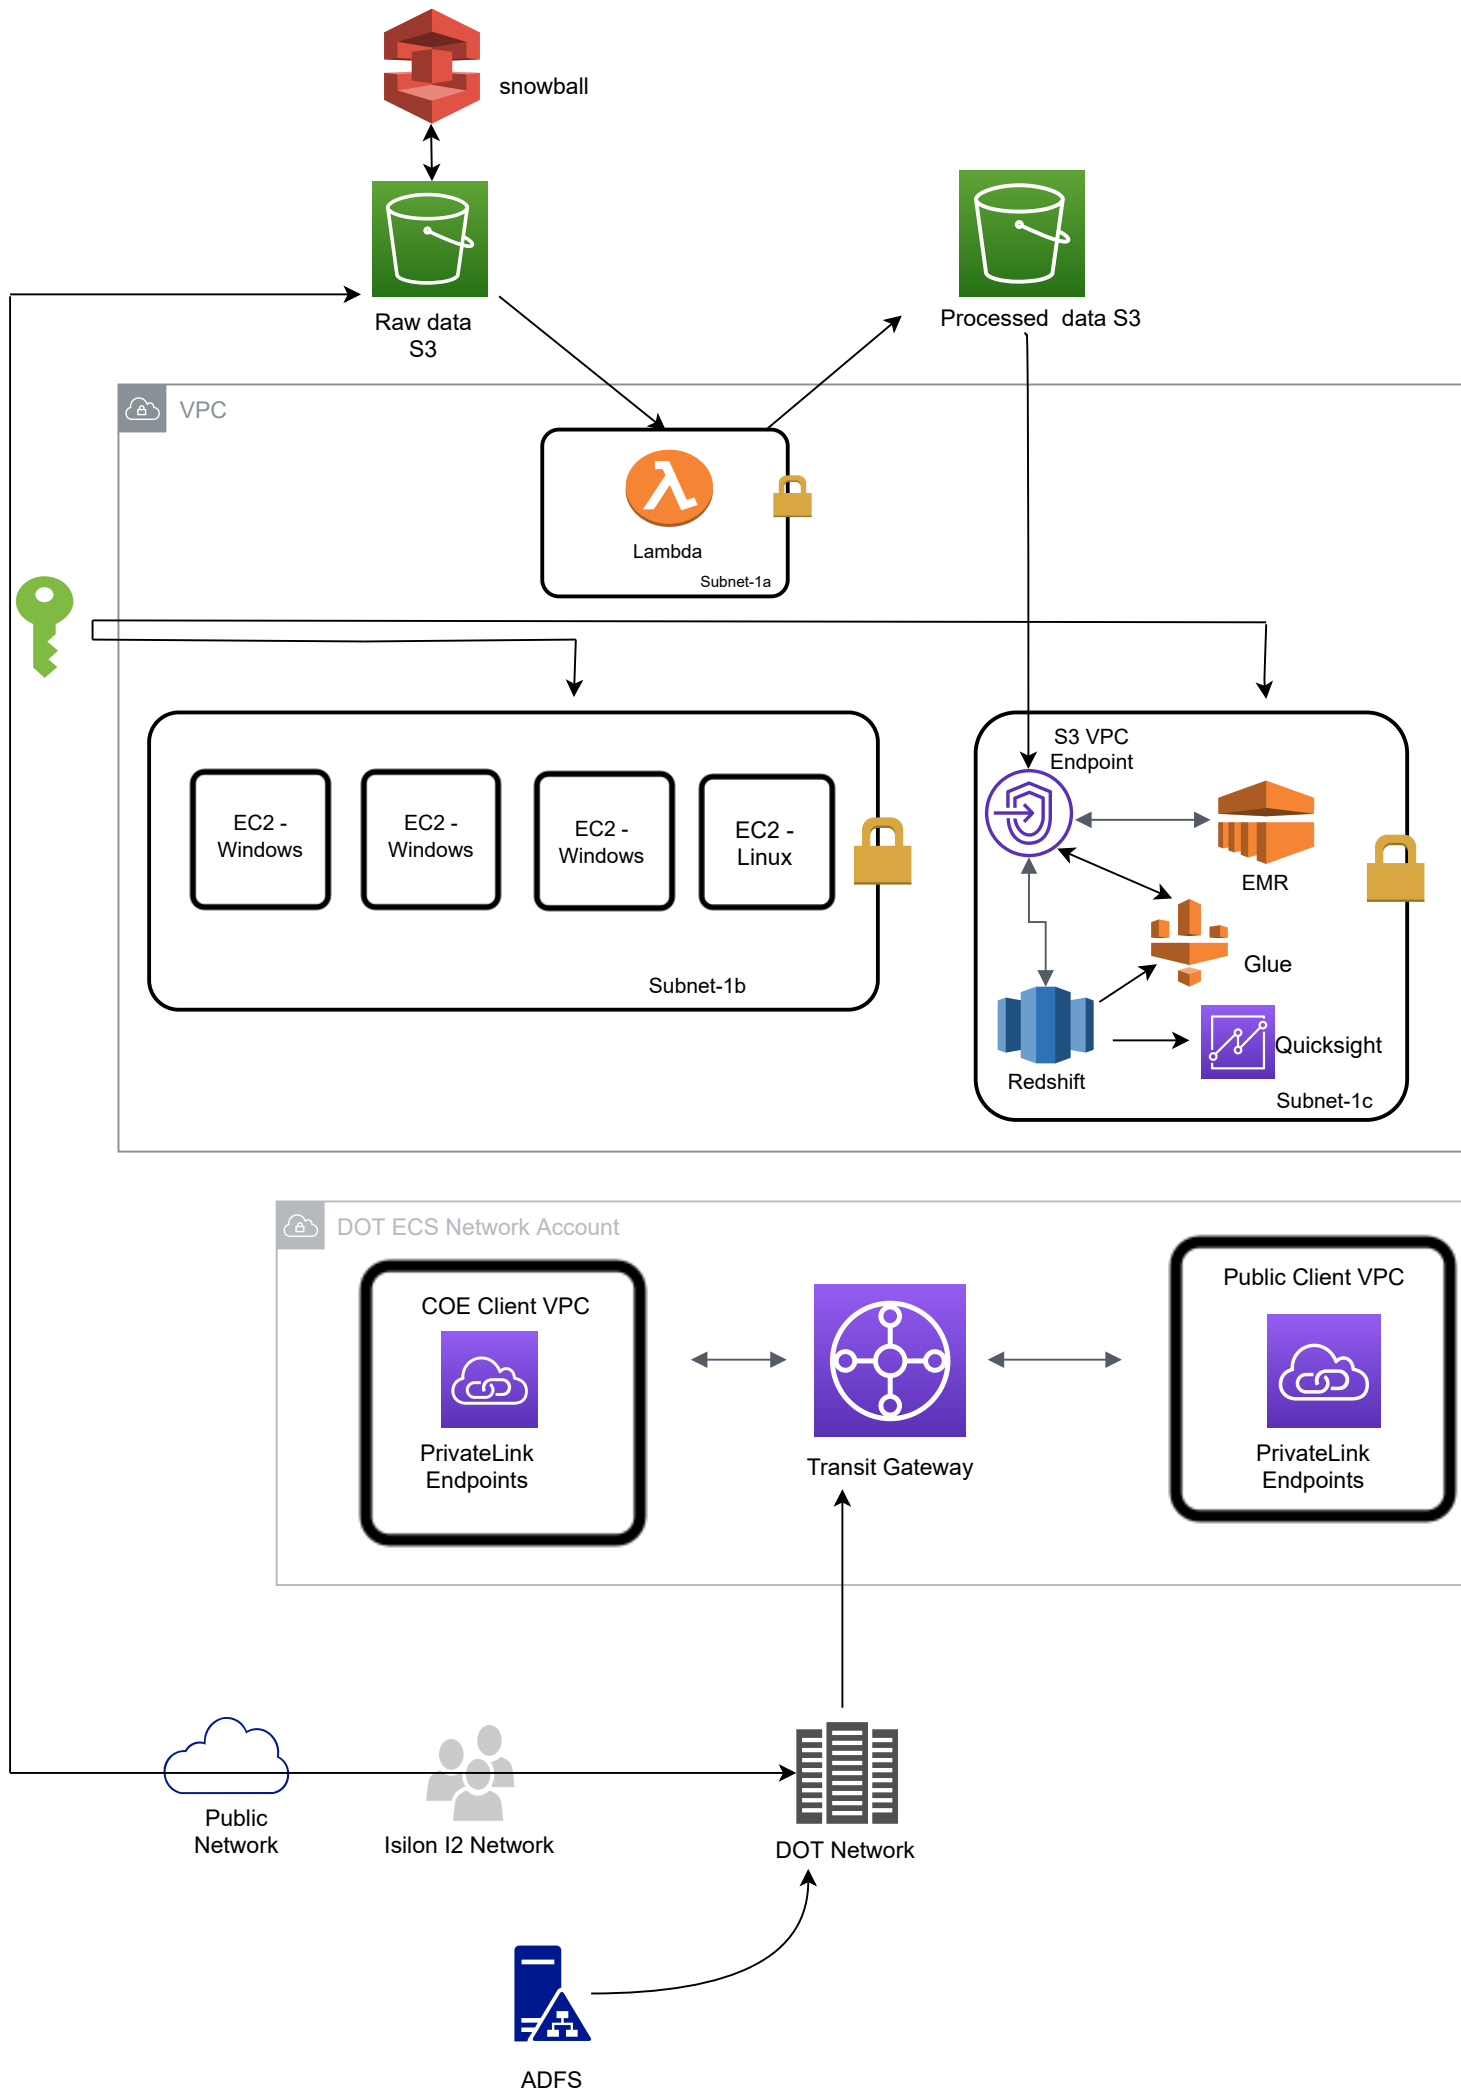 snowball
Raw data
S3
Processed  data S3
VPC
Lambda
Subnet-1a
S3 VPC
Endpoint
EC2 -
Windows
EC2 -
Windows
EC2 -
Windows
EC2 -
Linux
EMR
Glue
Subnet-1b
Quicksight
Redshift
Subnet-1c
DOT ECS Network Account
COE Client VPC
Public Client VPC
PrivateLink
Endpoints
Transit Gateway
PrivateLink
Endpoints
Public
Network
Isilon I2 Network
DOT Network
ADFS